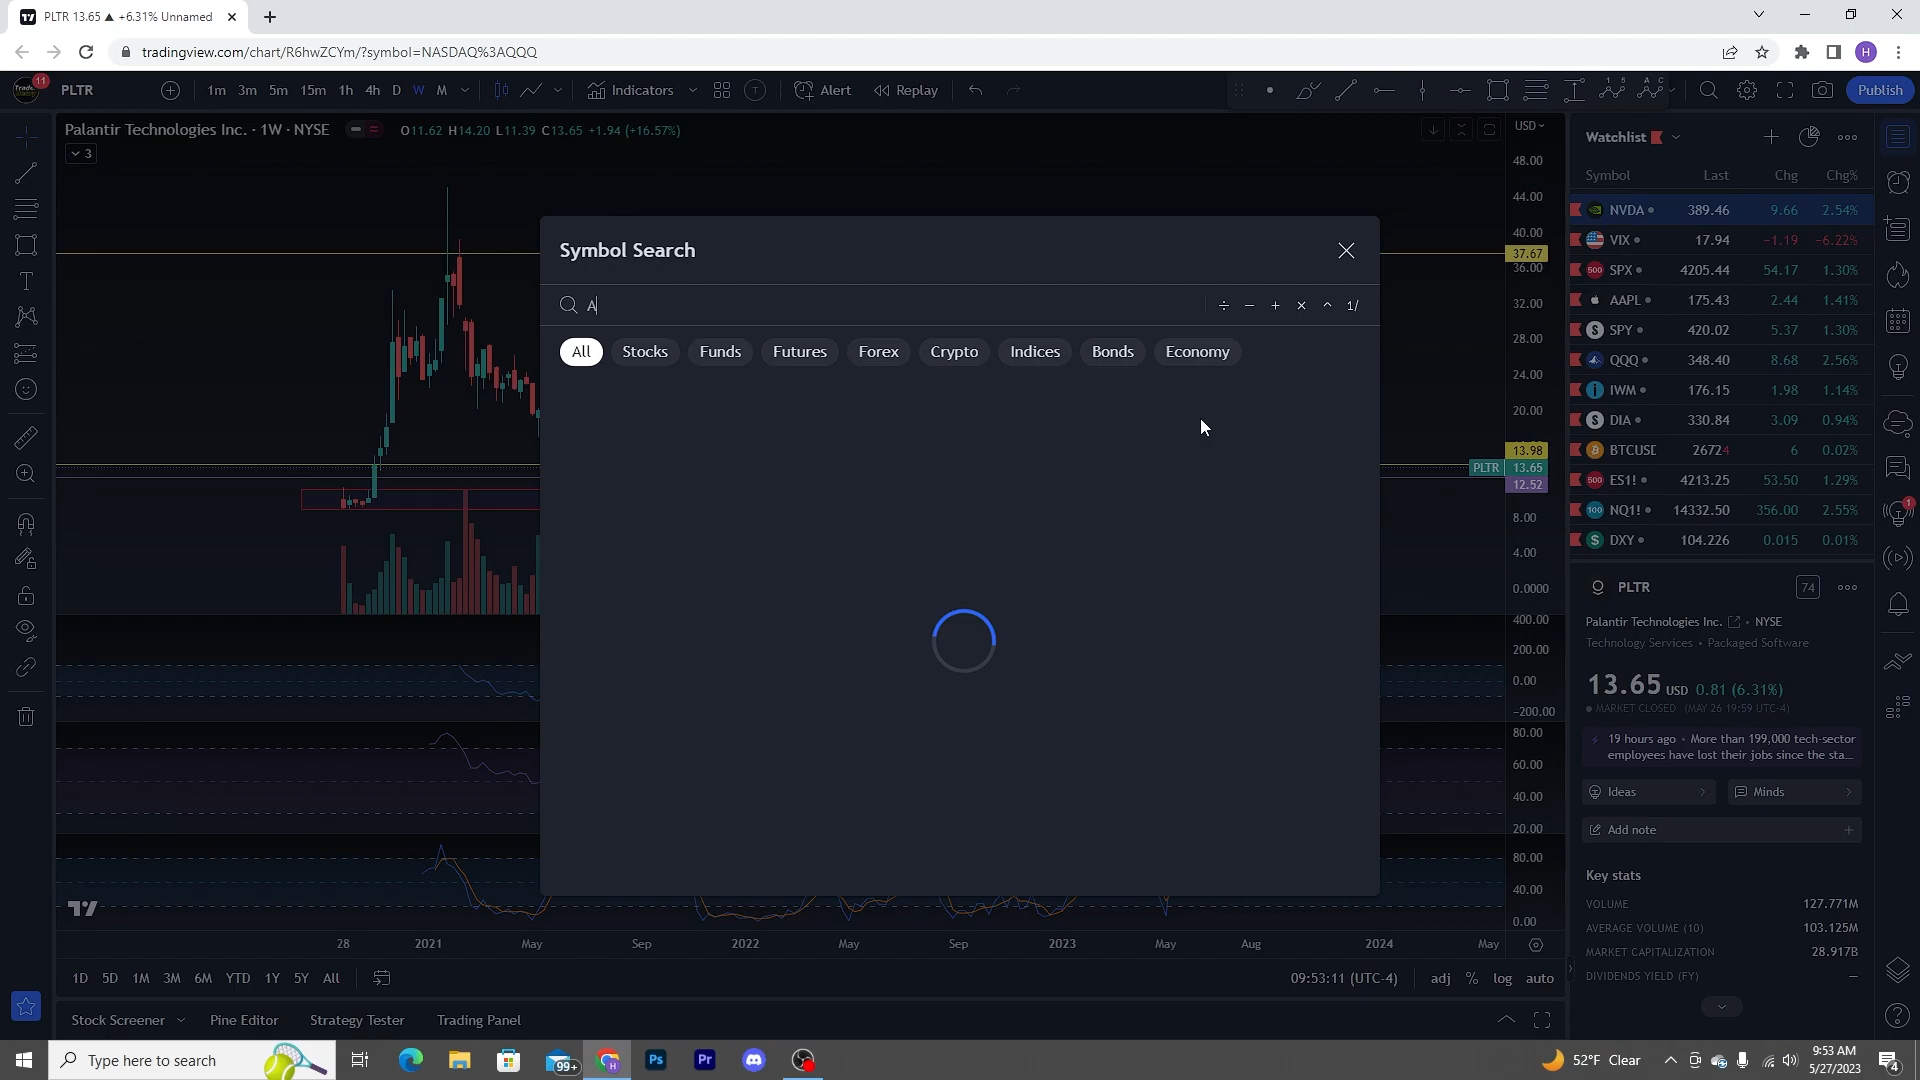 PLTR 13.65 ▲ +6.31% Unnamed
tradingview.com/chart/R6hwZCYm/?symbol=NASDAQ%3AQQQ
H
11
PLTR 1m 3m 5m 15m 1h 4h D W M Indicators Alert Replay Publish
Palantir Technologies Inc. · 1W · NYSE O11.62 H14.20 L11.39 C13.65 +1.94 (+16.57%)
3
USD
48.00
44.00
40.00
37.67
36.00
32.00
28.00
24.00
20.00
13.98
PLTR 13.65
12.52
8.00
4.00
0.0000
400.00
200.00
0.00
−200.00
80.00
60.00
40.00
20.00
80.00
40.00
0.00
Symbol Search
A ÷ − + × ^ 1/
All Stocks Funds Futures Forex Crypto Indices Bonds Economy
28 2021 May Sep 2022 May Sep 2023 May Aug 2024 May
1D 5D 1M 3M 6M YTD 1Y 5Y All 09:53:11 (UTC-4) adj % log auto
Stock Screener Pine Editor Strategy Tester Trading Panel
Watchlist
Symbol Last Chg Chg%
NVDA 389.46 9.66 2.54%
VIX 17.94 −1.19 −6.22%
SPX 4205.44 54.17 1.30%
AAPL 175.43 2.44 1.41%
SPY 420.02 5.37 1.30%
QQQ 348.40 8.68 2.56%
IWM 176.15 1.98 1.14%
DIA 330.84 3.09 0.94%
BTCUSD 26724 6 0.02%
ES1! 4213.25 53.50 1.29%
NQ1! 14332.50 356.00 2.55%
DXY 104.226 0.015 0.01%
PLTR 74
Palantir Technologies Inc. • NYSE
Technology Services • Packaged Software
13.65 USD 0.81 (6.31%)
MARKET CLOSED (MAY 26 19:59 UTC-4)
19 hours ago • More than 199,000 tech-sector
employees have lost their jobs since the sta...
Ideas Minds
Add note
Key stats
VOLUME 127.771M
AVERAGE VOLUME (10) 103.125M
MARKET CAPITALIZATION 28.917B
DIVIDENDS YIELD (FY) —
1
Type here to search 99+ Ps Pr 52°F Clear 9:53 AM
5/27/2023
4